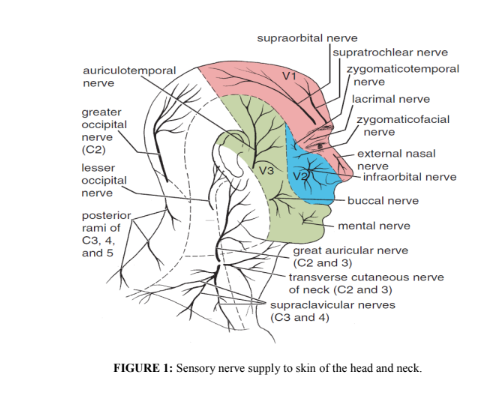 supraorbital nerve
supratrochlear nerve
zygomaticotemporal
nerve
lacrimal nerve
zygomaticofacial
nerve
external nasal
nerve
infraorbital nerve
buccal nerve
mental nerve
great auricular nerve
(C2 and 3)
transverse cutaneous nerve
of neck (C2 and 3)
supraclavicular nerves
(C3 and 4)
auriculotemporal
nerve
greater
occipital
nerve
(C2)
lesser
occipital
nerve
posterior
rami of
C3, 4,
and 5
V1
V3
V2
FIGURE 1: Sensory nerve supply to skin of the head and neck.